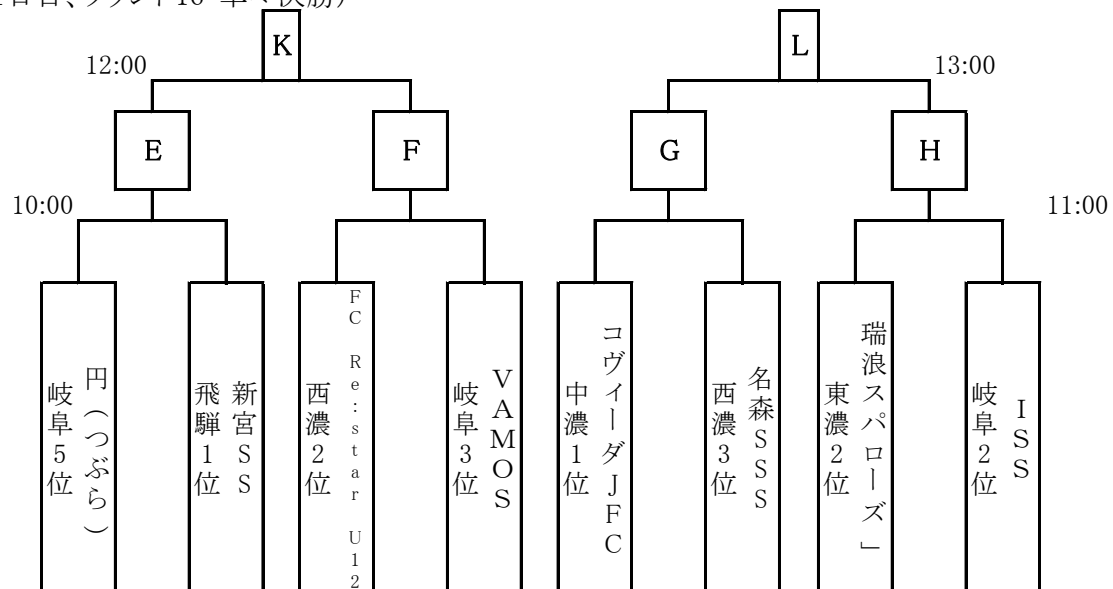 K
L
12:00
13:00
E
F
G
H
10:00
11:00
円(つぶら)
岐阜5位
新宮SS
飛騨1位
FC Re:star U12
西濃2位
VAMOS
岐阜3位
コヴィーダJFC
中濃1位
名森SSS
西濃3位
瑞浪スパローズ」
東濃2位
ISS
岐阜2位